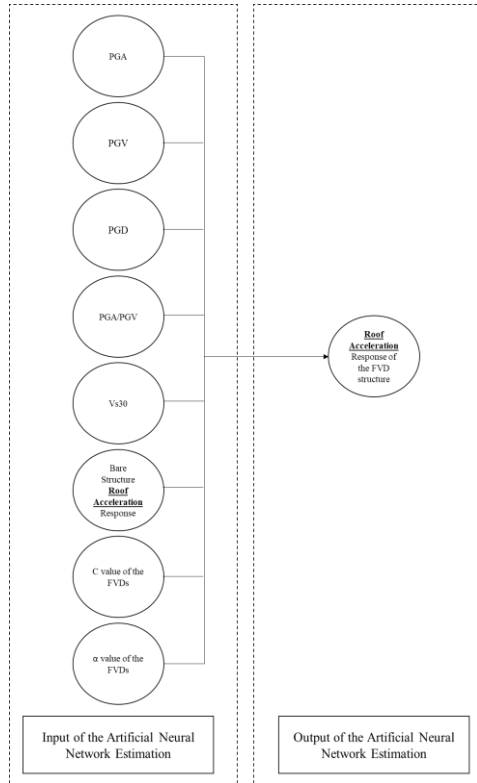 PGA
PGV
PGD
PGA/PGV
Vs30
Bare
Structure
Roof
Acceleration
Response
C value of the
FVDs
α value of the
FVDs
Input of the Artificial Neural
Network Estimation
Roof
Acceleration
Response of
the FVD
structure
Output of the Artificial Neural
Network Estimation